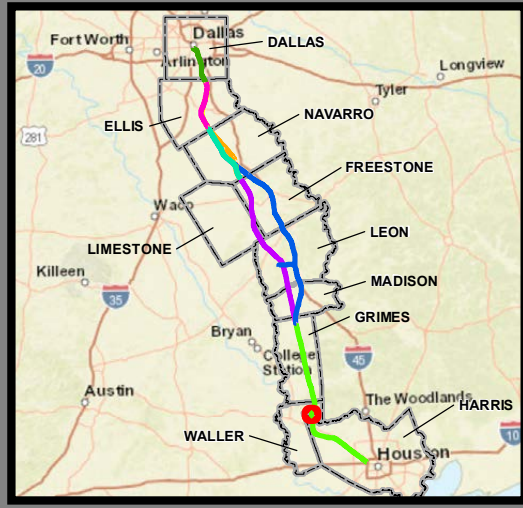 Dallas
DALLAS
Fort Worth
Arlington
20
Longview
Tyler
NAVARRO
ELLIS
281
FREESTONE
Waco
LEON
LIMESTONE
Killeen
MADISON
35
GRIMES
Bryan
College
Station
45
Austin
The Woodlands
HARRIS
WALLER
10
Houston